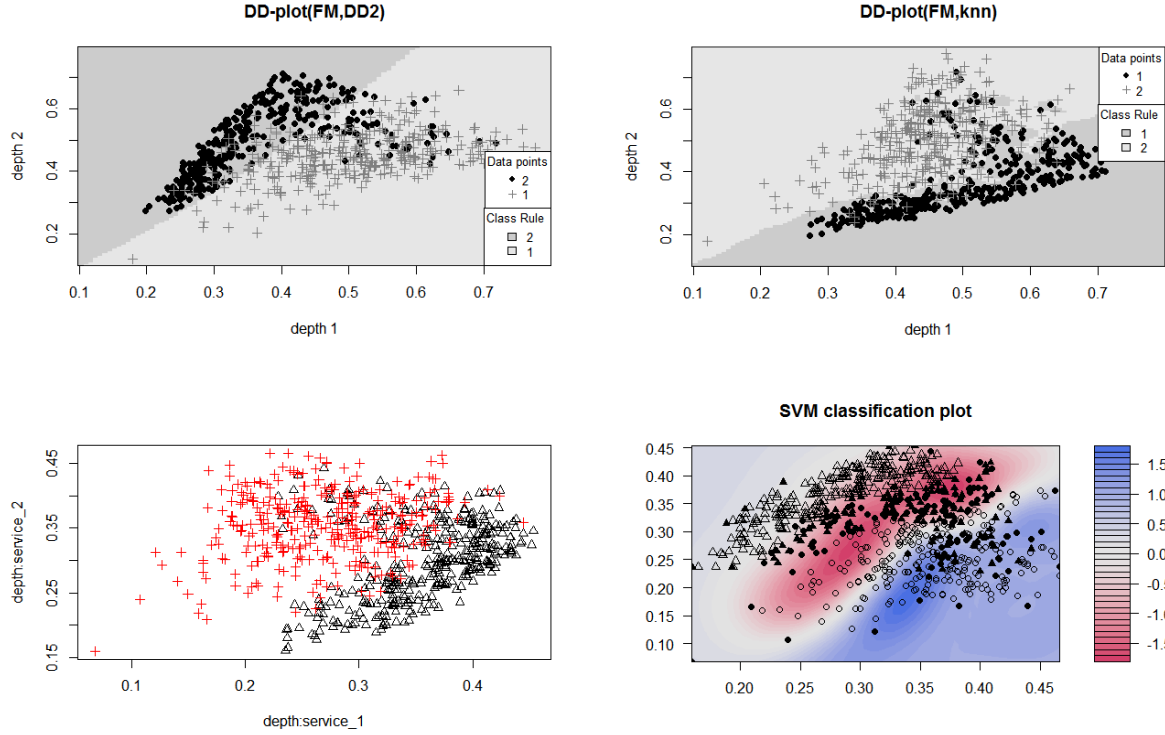 DD-plot(FM,DD2)
depth 2
0.2 0.4 0.6
0.1 0.2 0.3 0.4 0.5 0.6 0.7
depth 1
Data points
2
1
Class Rule
2
1
DD-plot(FM,knn)
depth 2
0.2 0.4 0.6
0.1 0.2 0.3 0.4 0.5 0.6 0.7
depth 1
Data points
1
2
Class Rule
1
2
depth:service_2
0.15 0.25 0.35 0.45
0.1 0.2 0.3 0.4
depth:service_1
SVM classification plot
0.45
0.40
0.35
0.30
0.25
0.20
0.15
0.10
0.20 0.25 0.30 0.35 0.40 0.45
1.5
1.0
0.5
0.0
-0.5
-1.0
-1.5